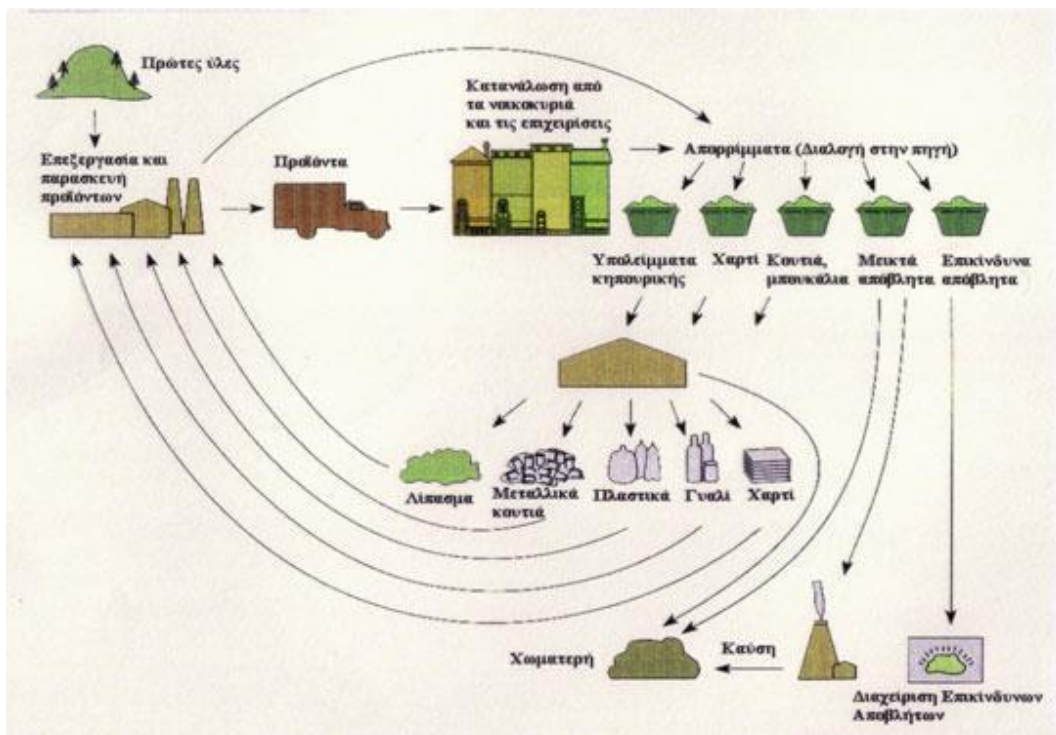 Πρώτες ύλες
Κατανάλωση από
τα νοικοκυριά
και τις επιχειρίσεις
Επεξεργασία και
παρασκευή
προϊόντων
Προϊόντα
Απορρίμματα (Διαλογή στην πηγή)
Υπολείμματα
κηπουρικής
Χαρτί
Κουτιά,
μπουκάλια
Μεικτά
απόβλητα
Επικίνδυνα
απόβλητα
Λίπασμα
Μεταλλικά
κουτιά
Πλαστικά
Γυαλί
Χαρτί
Χωματερή
Καύση
Διαχείριση Επικίνδυνων
Αποβλήτων